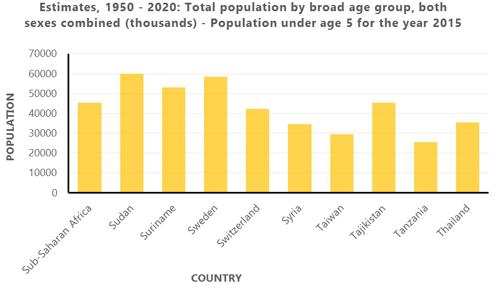 Estimates, 1950 - 2020: Total population by broad age group, both
sexes combined (thousands) - Population under age 5 for the year 2015
POPULATION
70000
60000
50000
40000
30000
20000
10000
0
Sub-Saharan Africa
Sudan
Suriname
Sweden
Switzerland
Syria
Taiwan
Tajikistan
Tanzania
Thailand
COUNTRY